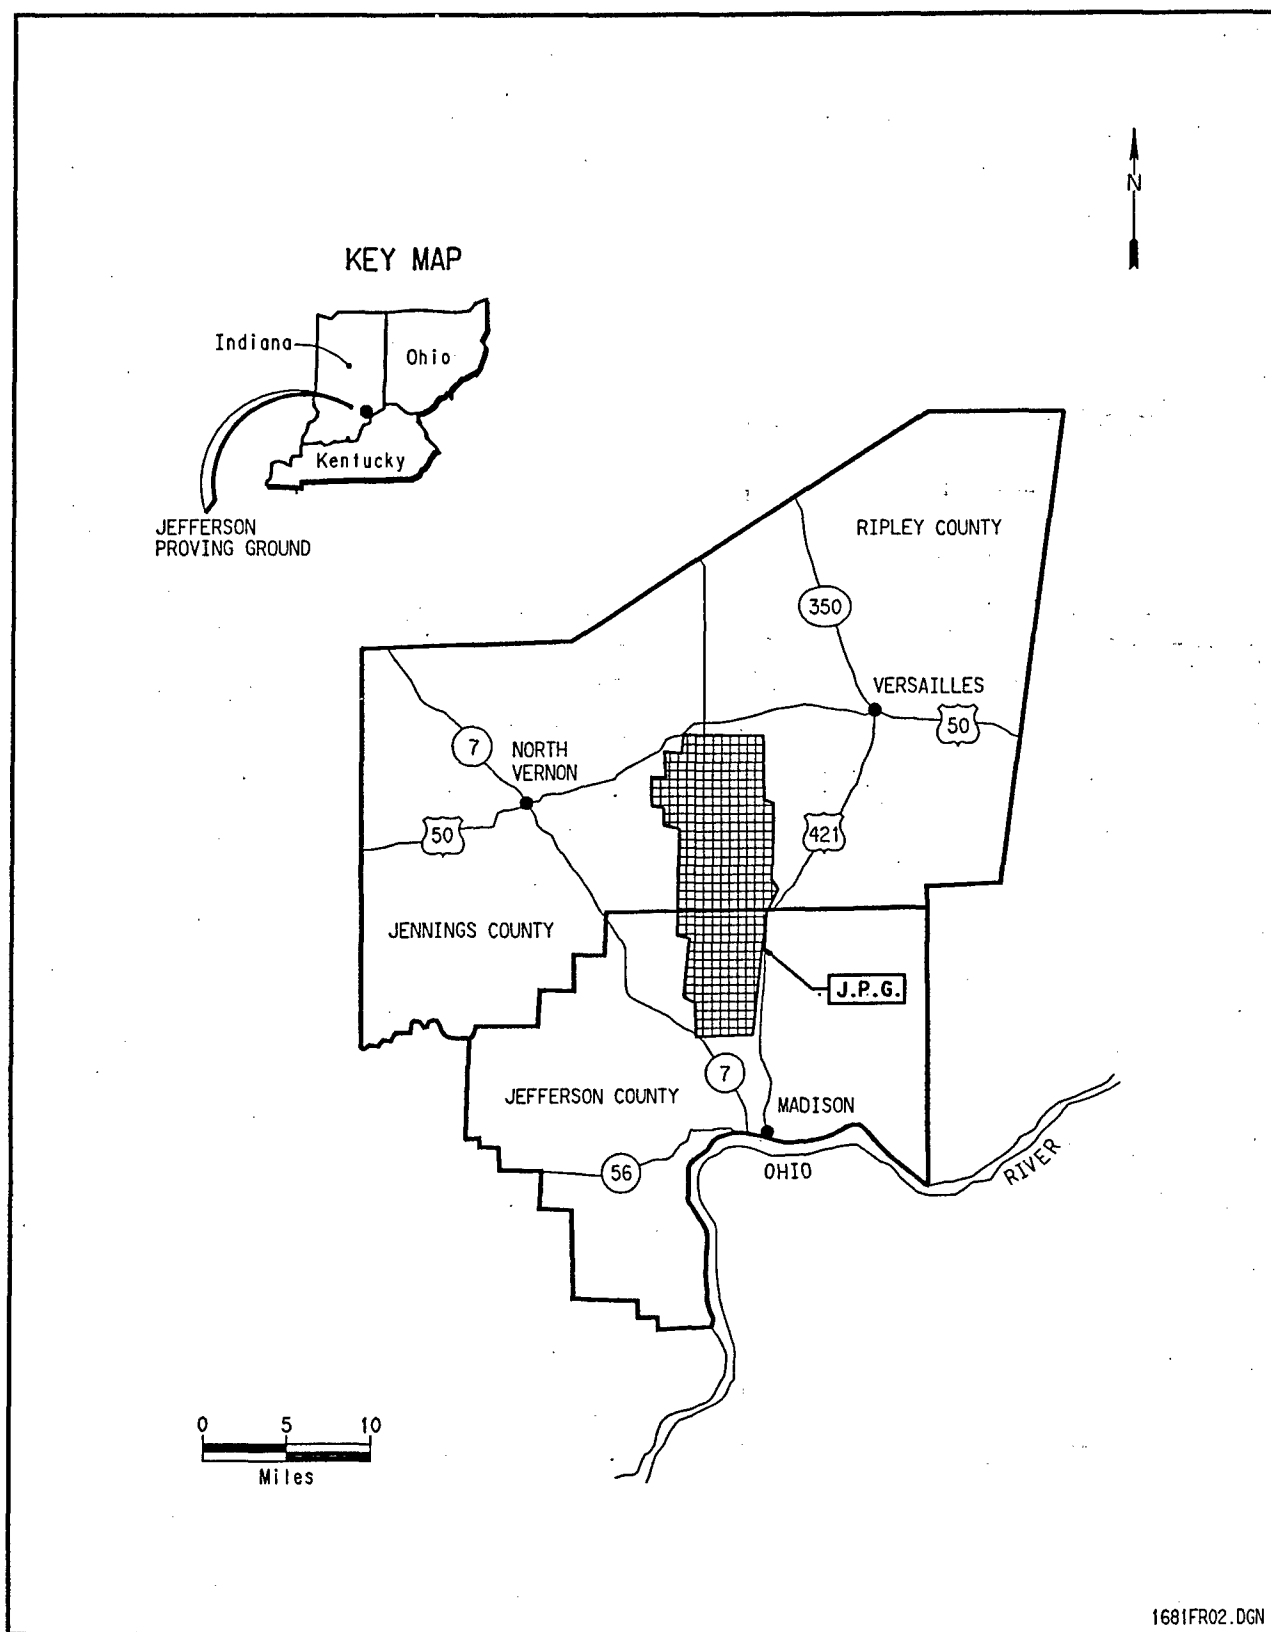 N
KEY MAP
Indiana
Ohio
Kentucky
JEFFERSON
PROVING GROUND
RIPLEY COUNTY
350
VERSAILLES
50
7
NORTH
VERNON
50
421
JENNINGS COUNTY
J.P.G.
7
JEFFERSON COUNTY
MADISON
56
OHIO
RIVER
0 5 10
Miles
1681FR02.DGN